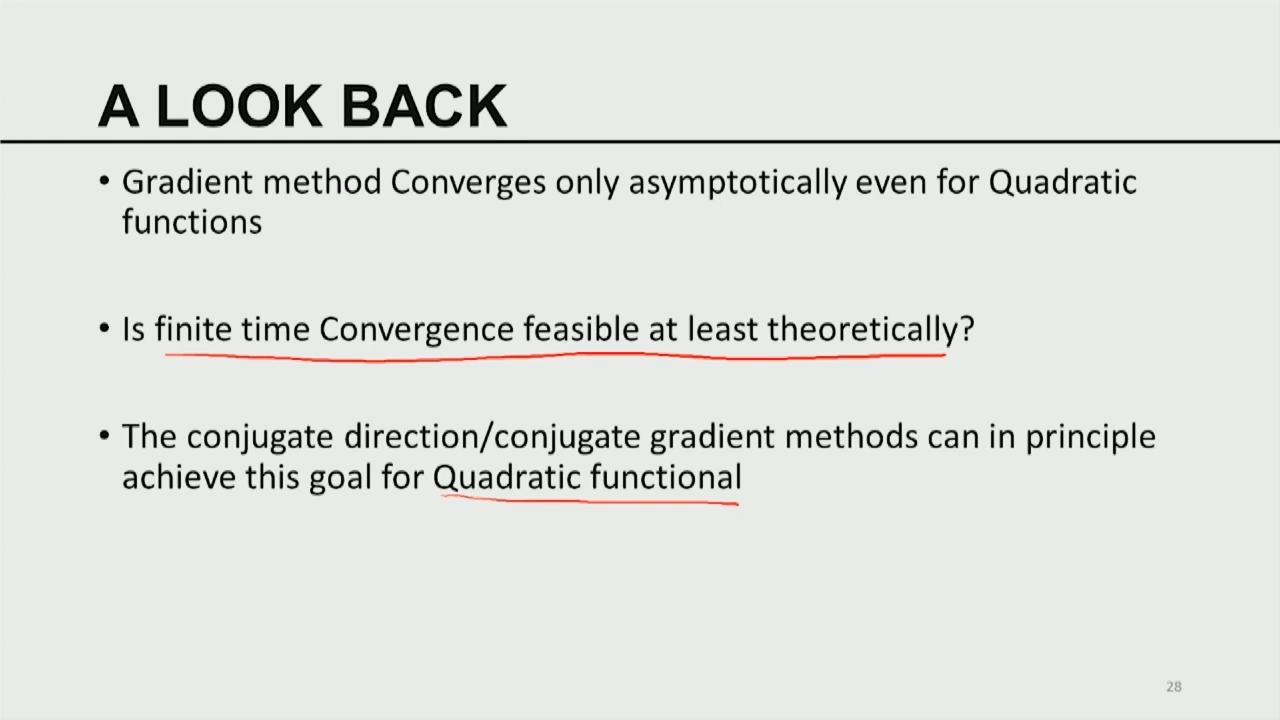 A LOOK BACK
• Gradient method Converges only asymptotically even for Quadratic
functions
• Is finite time Convergence feasible at least theoretically?
• The conjugate direction/conjugate gradient methods can in principle
achieve this goal for Quadratic functional
28